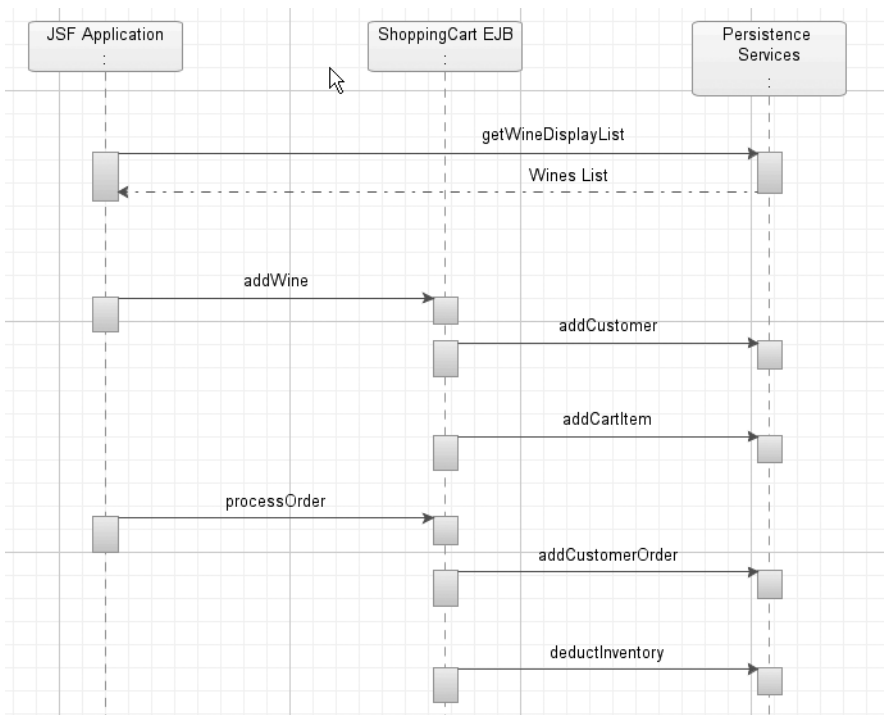 JSF Application
:
ShoppingCart EJB
:
Persistence
Services
:
getWineDisplayList
Wines List
addWine
addCustomer
addCartItem
processOrder
addCustomerOrder
deductInventory